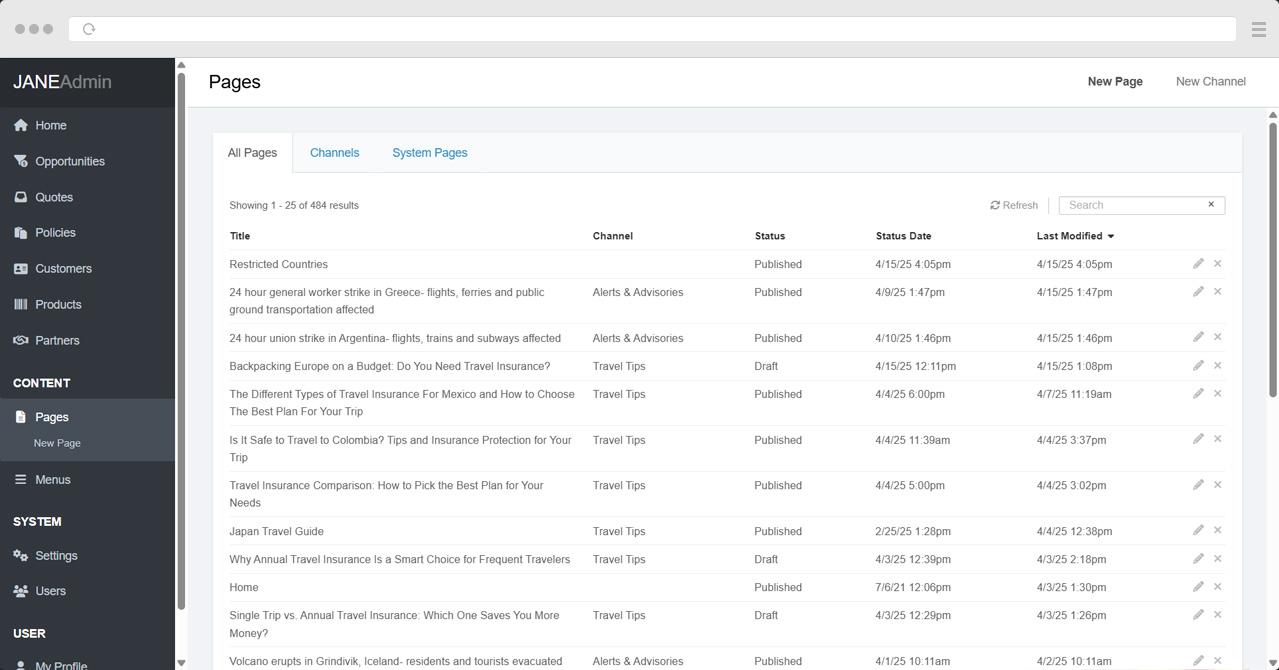 JANEAdmin
Home
Opportunities
Quotes
Policies
Customers
Products
Partners
CONTENT
Pages
New Page
Menus
SYSTEM
Settings
Users
USER
My Profile
Pages
New Page New Channel
All Pages Channels System Pages
Showing 1 - 25 of 484 results Refresh Search
Title Channel Status Status Date Last Modified
Restricted Countries Published 4/15/25 4:05pm 4/15/25 4:05pm
24 hour general worker strike in Greece- flights, ferries and public Alerts & Advisories Published 4/9/25 1:47pm 4/15/25 1:47pm
ground transportation affected
24 hour union strike in Argentina- flights, trains and subways affected Alerts & Advisories Published 4/10/25 1:46pm 4/15/25 1:46pm
Backpacking Europe on a Budget: Do You Need Travel Insurance? Travel Tips Draft 4/15/25 12:11pm 4/15/25 1:08pm
The Different Types of Travel Insurance For Mexico and How to Choose Travel Tips Published 4/4/25 6:00pm 4/7/25 11:19am
The Best Plan For Your Trip
Is It Safe to Travel to Colombia? Tips and Insurance Protection for Your Travel Tips Published 4/4/25 11:39am 4/4/25 3:37pm
Trip
Travel Insurance Comparison: How to Pick the Best Plan for Your Travel Tips Published 4/4/25 5:00pm 4/4/25 3:02pm
Needs
Japan Travel Guide Travel Tips Published 2/25/25 1:28pm 4/4/25 12:38pm
Why Annual Travel Insurance Is a Smart Choice for Frequent Travelers Travel Tips Draft 4/3/25 12:39pm 4/3/25 2:18pm
Home Published 7/6/21 12:06pm 4/3/25 1:30pm
Single Trip vs. Annual Travel Insurance: Which One Saves You More Travel Tips Draft 4/3/25 12:29pm 4/3/25 1:26pm
Money?
Volcano erupts in Grindivik, Iceland- residents and tourists evacuated Alerts & Advisories Published 4/1/25 10:11am 4/2/25 10:11am